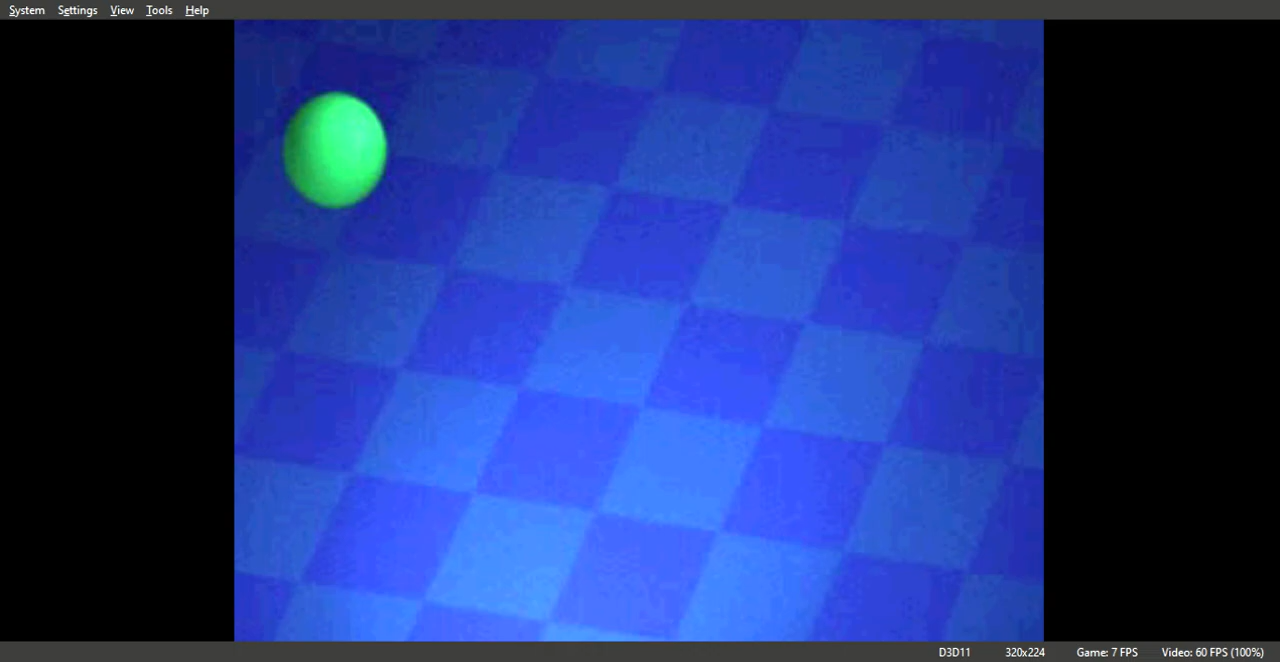 System Settings View Tools Help
D3D11 320x224 Game: 7 FPS Video: 60 FPS (100%)